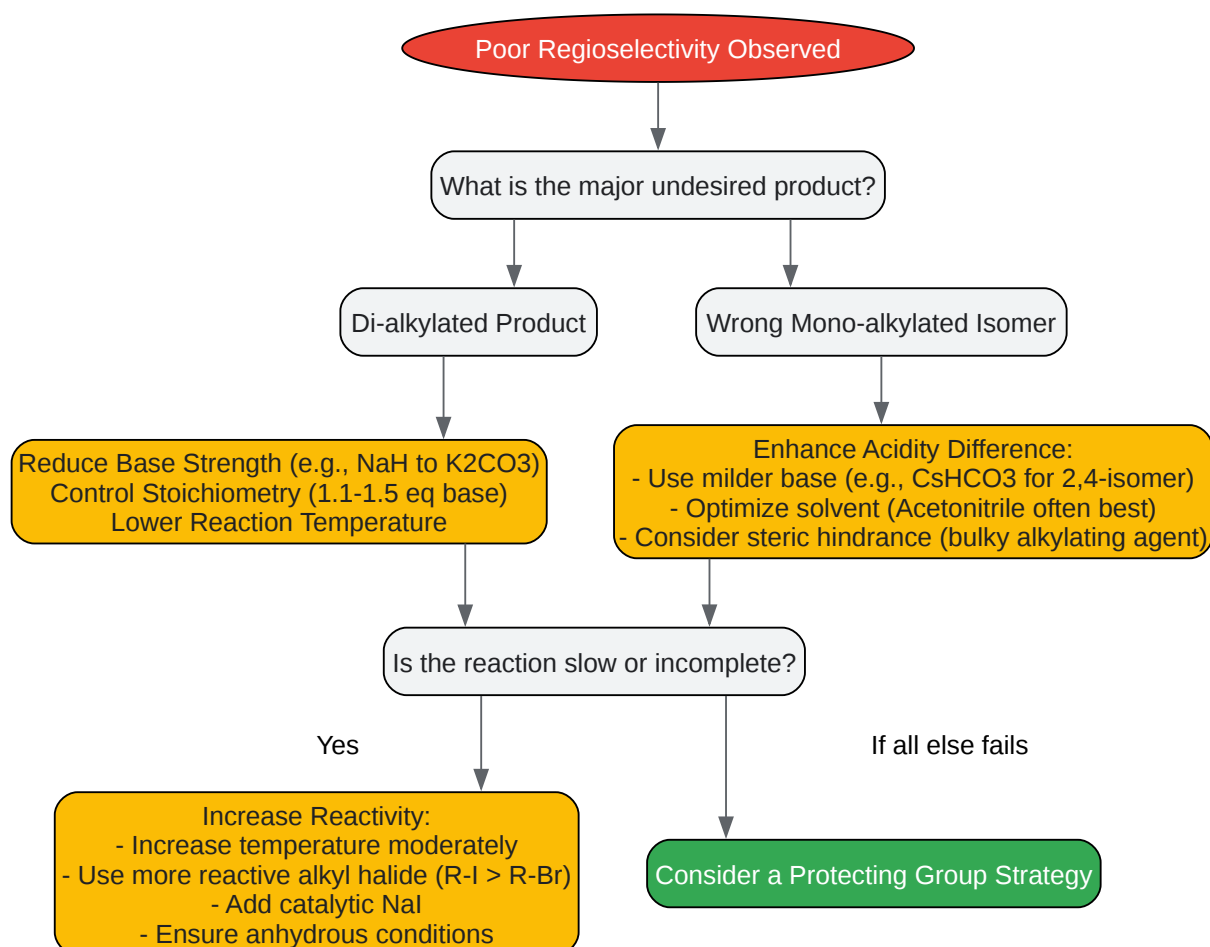 Poor Regioselectivity Observed
What is the major undesired product?
Di-alkylated Product
Wrong Mono-alkylated Isomer
Reduce Base Strength (e.g., NaH to K2CO3)
Control Stoichiometry (1.1-1.5 eq base)
Lower Reaction Temperature
Enhance Acidity Difference:
- Use milder base (e.g., CsHCO3 for 2,4-isomer)
- Optimize solvent (Acetonitrile often best)
- Consider steric hindrance (bulky alkylating agent)
Is the reaction slow or incomplete?
Yes
If all else fails
Increase Reactivity:
- Increase temperature moderately
- Use more reactive alkyl halide (R-I > R-Br)
- Add catalytic NaI
- Ensure anhydrous conditions
Consider a Protecting Group Strategy